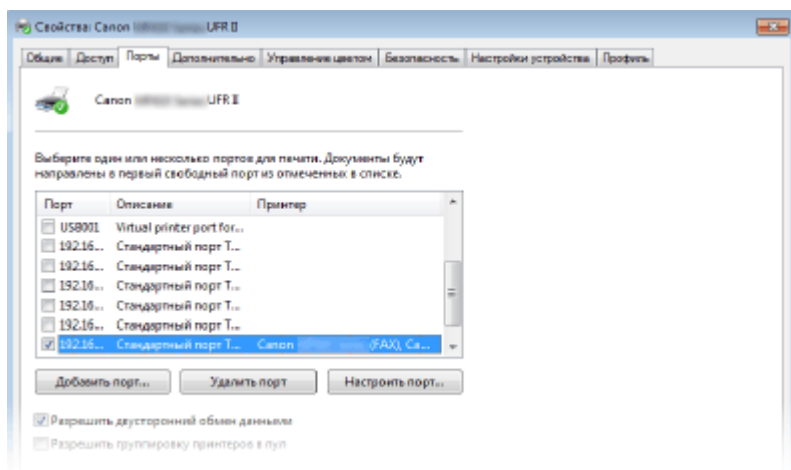 Свойства: Canon UFR II
Общие Доступ Порты Дополнительно Управление цветом Безопасность Настройки устройства Профиль
Canon UFR II
Выберите один или несколько портов для печати. Документы будут
направлены в первый свободный порт из отмеченных в списке.
Порт Описание Принтер
USB001 Virtual printer port for...
192.16... Стандартный порт T...
192.16... Стандартный порт T...
192.16... Стандартный порт T...
192.16... Стандартный порт T...
192.16... Стандартный порт T...
192.16... Стандартный порт T... Canon (FAX), Ca...
Добавить порт... Удалить порт Настроить порт...
Разрешить двусторонний обмен данными
Разрешить группировку принтеров в пул